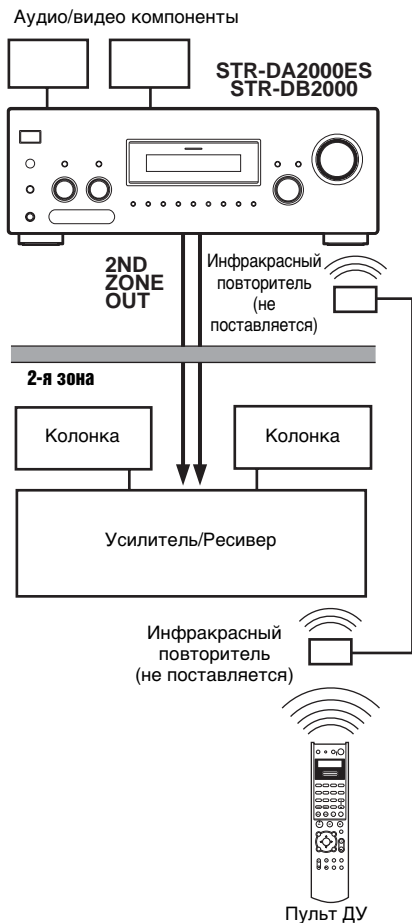 Аудио/видео компоненты
STR-DA2000ES
STR-DB2000
2ND
ZONE
OUT
Инфракрасный
повторитель
(не
поставляется)
2-я зона
Колонка
Колонка
Усилитель/Ресивер
Инфракрасный
повторитель
(не поставляется)
Пульт ДУ